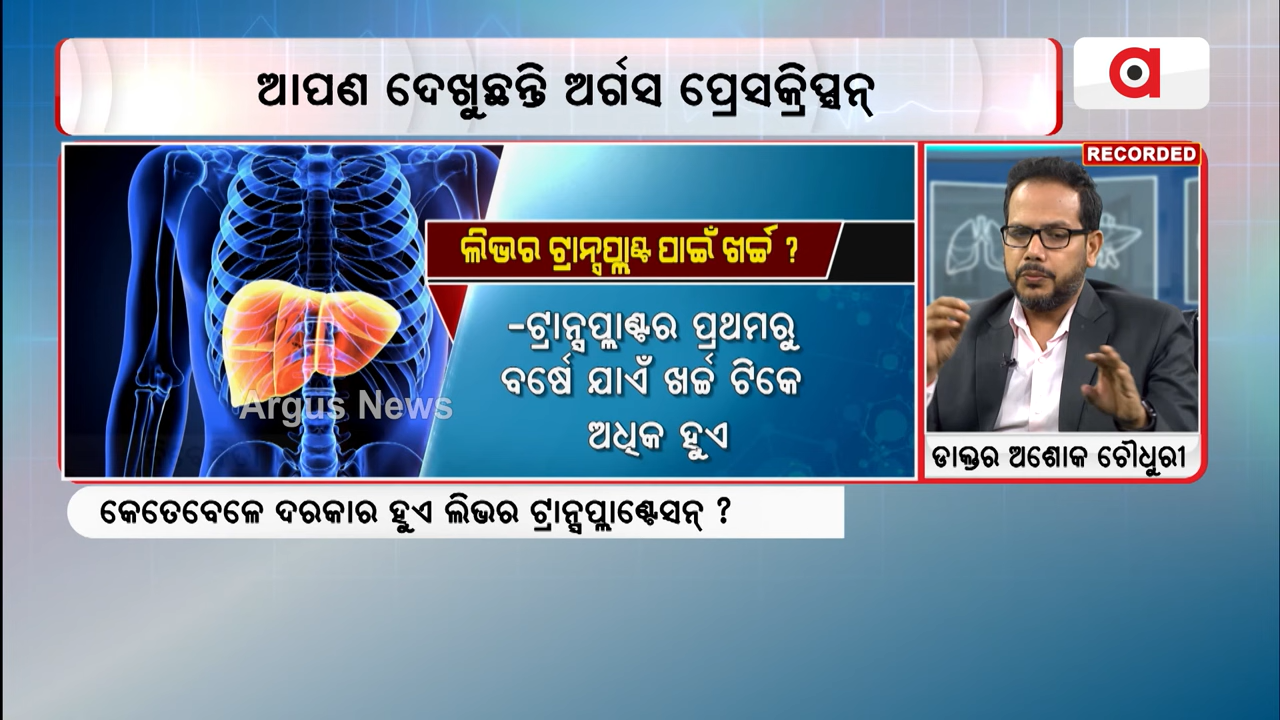 ଆପଣ ଦେଖୁଛନ୍ତି ଅର୍ଗସ ପ୍ରେସକ୍ରିପ୍ସନ୍
a
RECORDED
ଲିଭର ଟ୍ରାନ୍ସପ୍ଲାଣ୍ଟ ପାଇଁ ଖର୍ଚ୍ଚ ?
-ଟ୍ରାନ୍ସପ୍ଲାଣ୍ଟର ପ୍ରଥମରୁ
ବର୍ଷେ ଯାଏଁ ଖର୍ଚ୍ଚ ଟିକେ
ଅଧିକ ହୁଏ
Argus News
ଡାକ୍ତର ଅଶୋକ ଚୌଧୁରୀ
କେତେବେଳେ ଦରକାର ହୁଏ ଲିଭର ଟ୍ରାନ୍ସପ୍ଲାଣ୍ଟେସନ୍ ?